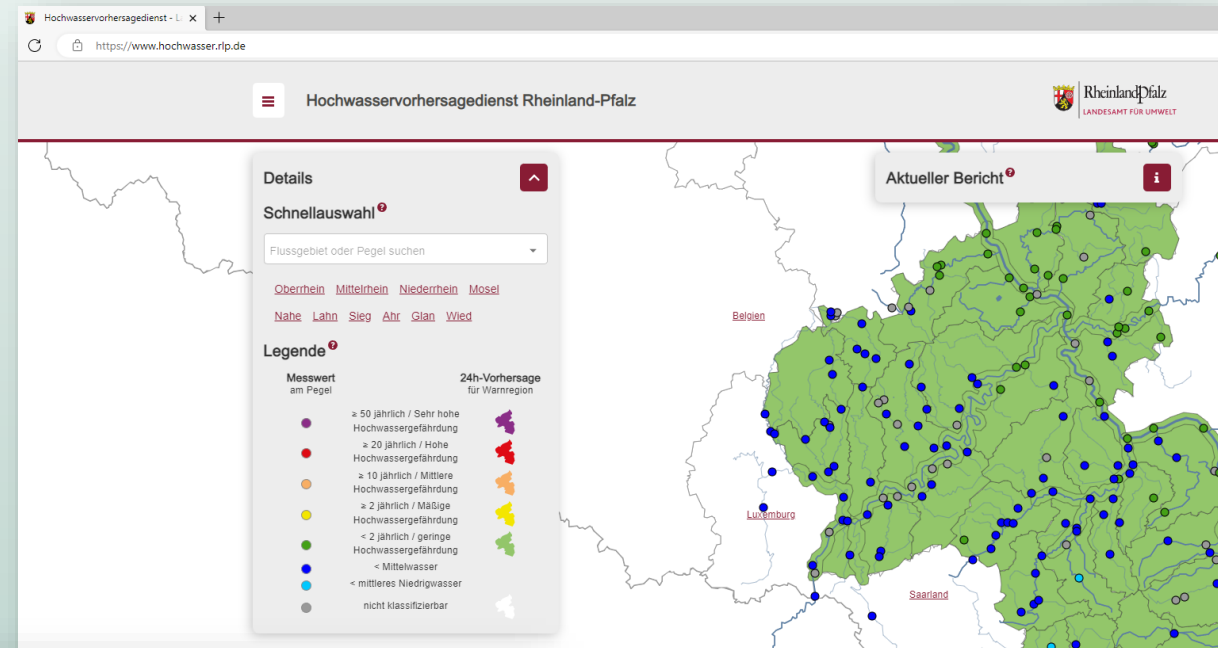 Hochwasservorhersagedienst - L
https://www.hochwasser.rlp.de
Hochwasservorhersagedienst Rheinland-Pfalz
RheinlandPfalz
LANDESAMT FÜR UMWELT
Details
Aktueller Bericht
Schnellauswahl
Flussgebiet oder Pegel suchen
Oberrhein Mittelrhein Niederrhein Mosel
Nahe Lahn Sieg Ahr Glan Wied
Legende
Messwert 24h-Vorhersage
am Pegel für Warnregion
≥ 50 jährlich / Sehr hohe
Hochwassergefährdung
≥ 20 jährlich / Hohe
Hochwassergefährdung
≥ 10 jährlich / Mittlere
Hochwassergefährdung
≥ 2 jährlich / Mäßige
Hochwassergefährdung
< 2 jährlich / geringe
Hochwassergefährdung
< Mittelwasser
< mittleres Niedrigwasser
nicht klassifizierbar
Belgien
Luxemburg
Saarland